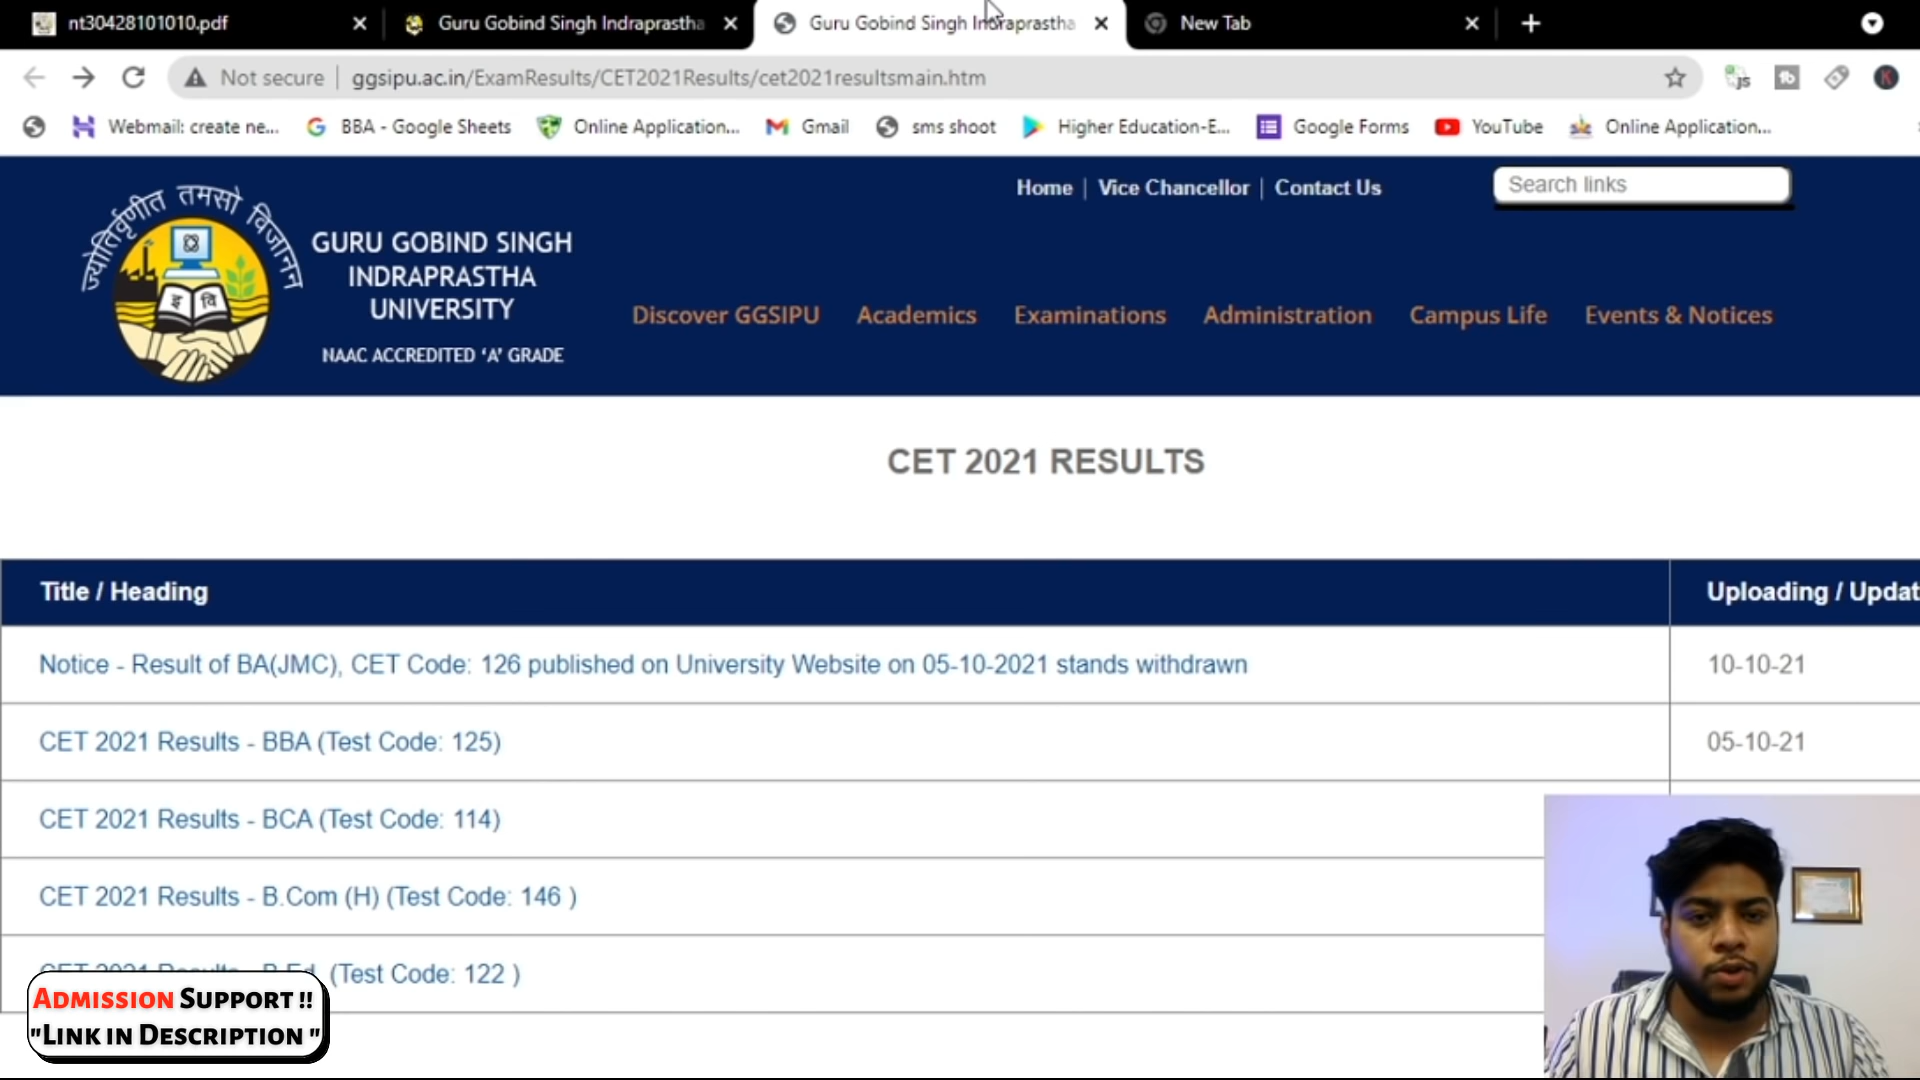 nt30428101010.pdf
Guru Gobind Singh Indraprastha
Guru Gobind Singh Indraprastha
New Tab
Not secure
ggsipu.ac.in/ExamResults/CET2021Results/cet2021resultsmain.htm
Webmail: create ne...
BBA - Google Sheets
Online Application...
Gmail
sms shoot
Higher Education-E...
Google Forms
YouTube
Online Application...
Home | Vice Chancellor | Contact Us
Search links
ज्योतिर्वृणीत तमसो विजानन
इ वि
GURU GOBIND SINGH
INDRAPRASTHA
UNIVERSITY
NAAC ACCREDITED ‘A’ GRADE
Discover GGSIPU
Academics
Examinations
Administration
Campus Life
Events & Notices
CET 2021 RESULTS
Title / Heading
Uploading / Updat
Notice - Result of BA(JMC), CET Code: 126 published on University Website on 05-10-2021 stands withdrawn
10-10-21
CET 2021 Results - BBA (Test Code: 125)
05-10-21
CET 2021 Results - BCA (Test Code: 114)
CET 2021 Results - B.Com (H) (Test Code: 146 )
CET 2021 Results - B.Ed. (Test Code: 122 )
ADMISSION SUPPORT !!
"LINK IN DESCRIPTION "